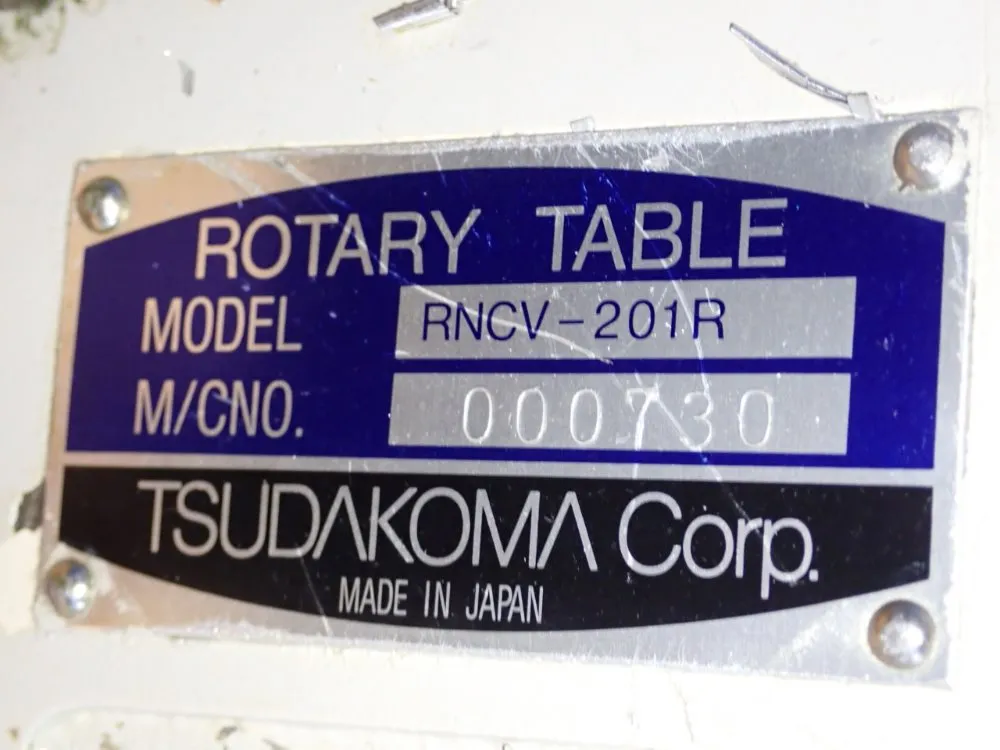 ROTARY TABLE
MODEL RNCV-201R
M/CNO. 000730
TSUDAKOMA Corp.
MADE IN JAPAN